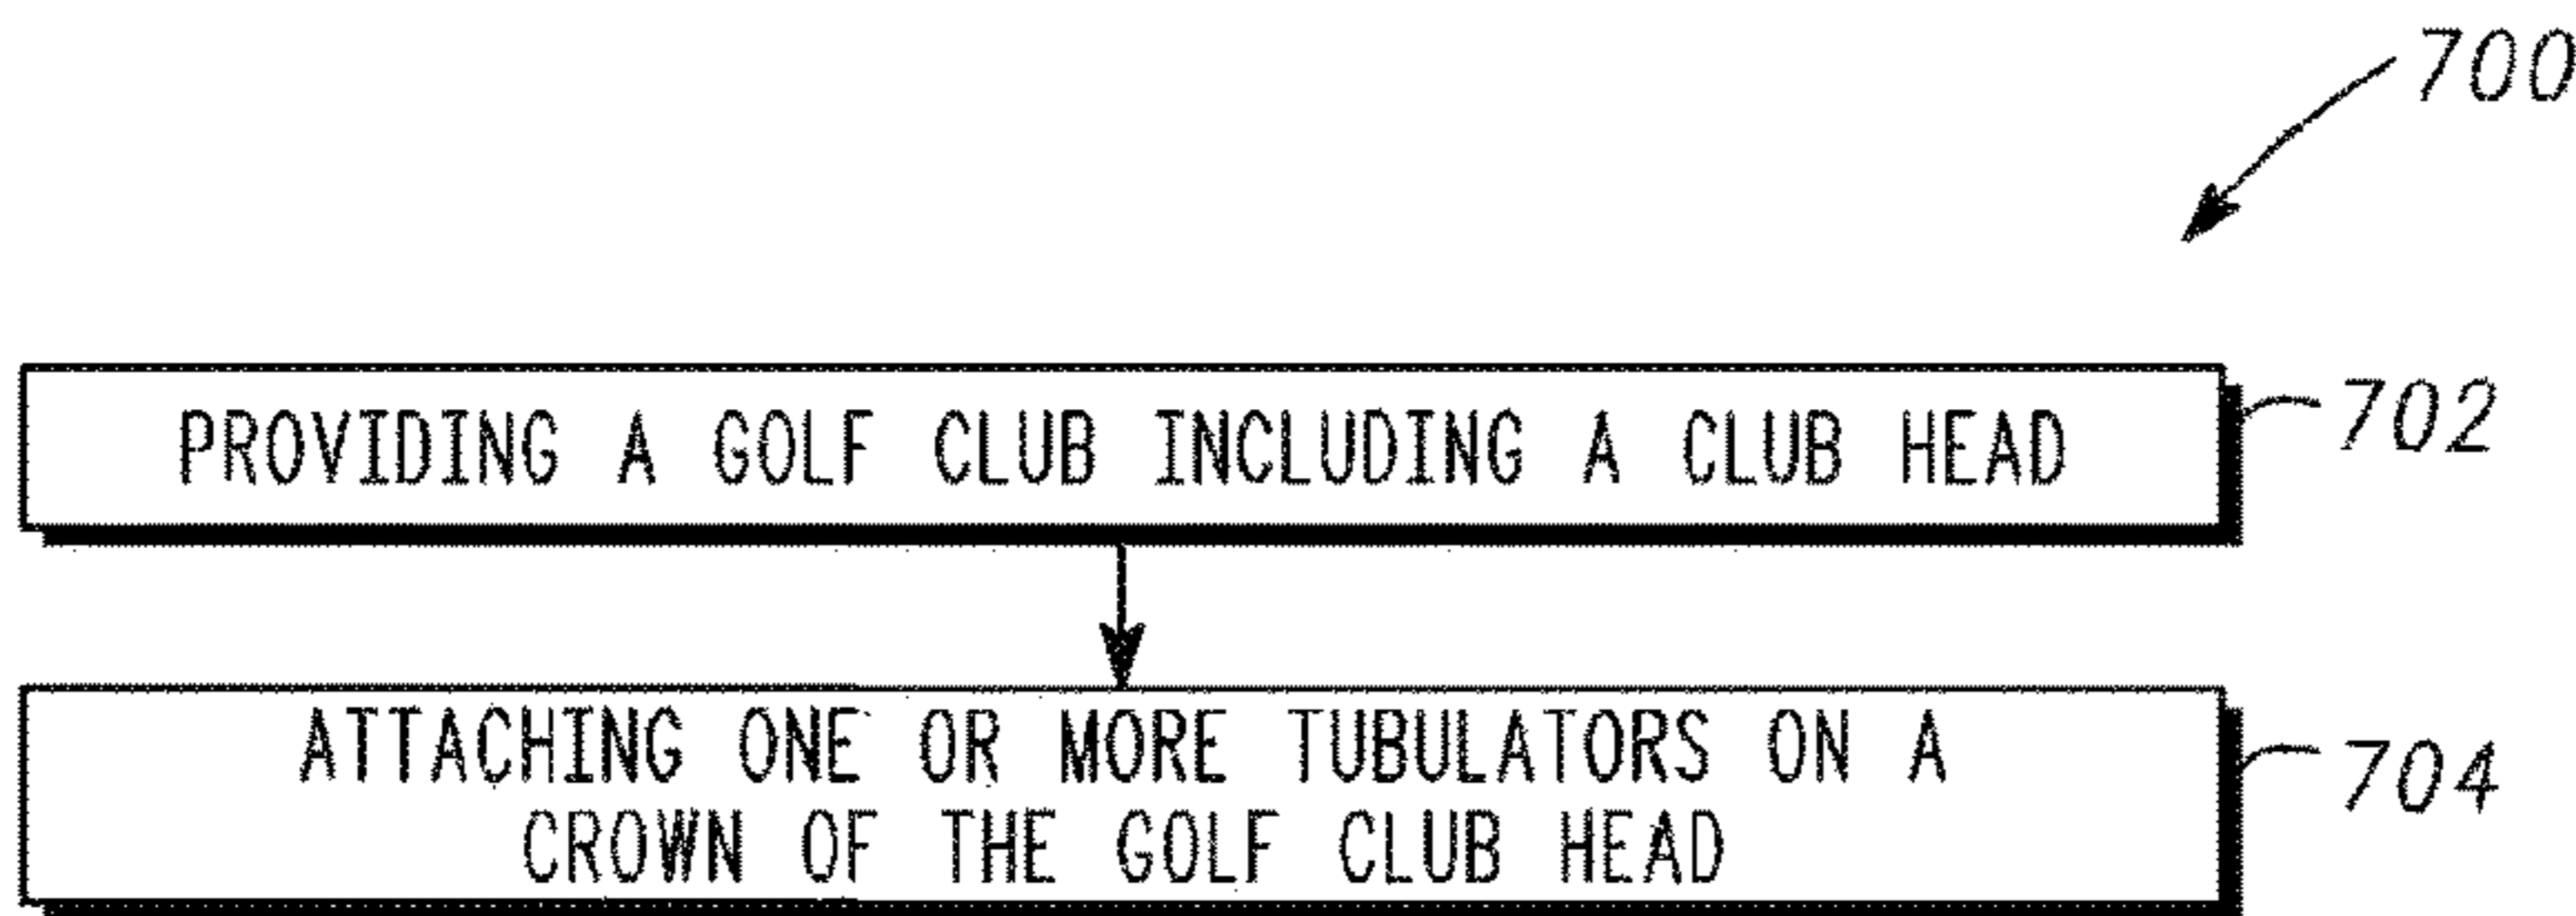 700
PROVIDING A GOLF CLUB INCLUDING A CLUB HEAD
702
ATTACHING ONE OR MORE TUBULATORS ON A
CROWN OF THE GOLF CLUB HEAD
704